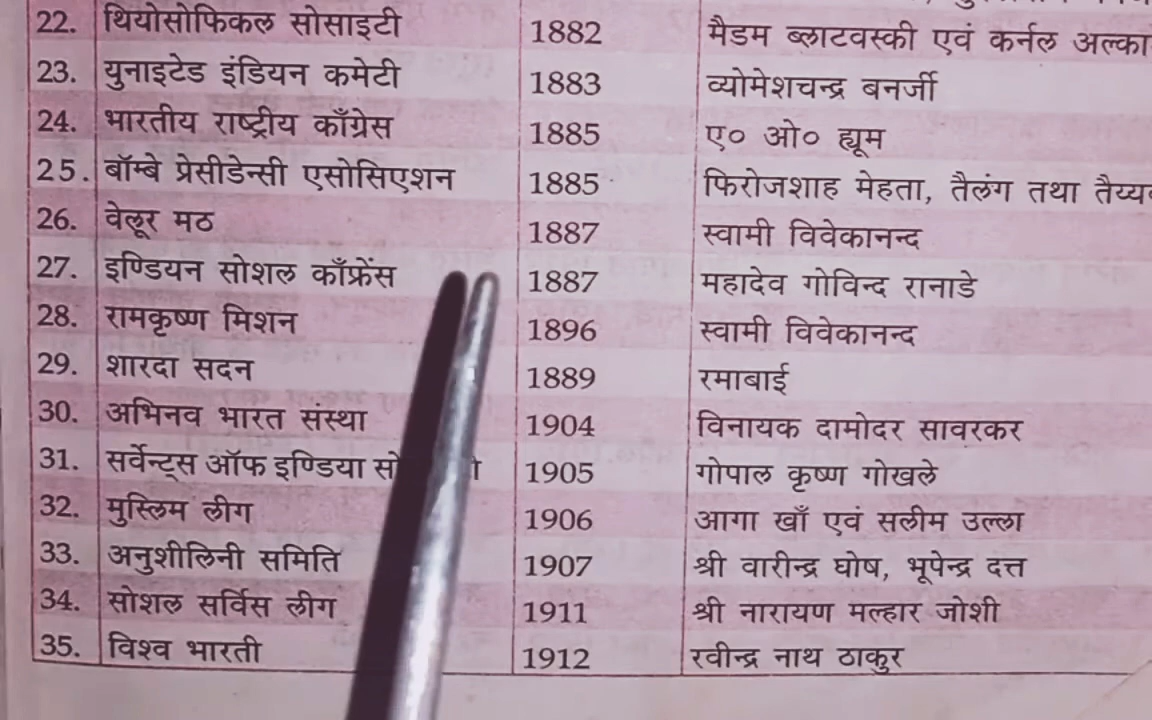 22. थियोसोफिकल सोसाइटी 1882 मैडम ब्लाटवस्की एवं कर्नल
23. युनाइटेड इंडियन कमेटी 1883 व्योमेशचन्द्र बनर्जी
24. भारतीय राष्ट्रीय काँग्रेस 1885 ए० ओ० ह्यूम
25. बॉम्बे प्रेसीडेन्सी एसोसिएशन 1885 फिरोजशाह मेहता, तैलंग तथा
26. वेलूर मठ 1887 स्वामी विवेकानन्द
27. इण्डियन सोशल काँफ्रेंस 1887 महादेव गोविन्द रानाडे
28. रामकृष्ण मिशन 1896 स्वामी विवेकानन्द
29. शारदा सदन 1889 रमाबाई
30. अभिनव भारत संस्था 1904 विनायक दामोदर सावरकर
31. सर्वेन्ट्स ऑफ इण्डिया 1905 गोपाल कृष्ण गोखले
32. मुस्लिम लीग 1906 आगा खाँ एवं सलीम उल्ला
33. अनुशीलिनी समिति 1907 श्री वारीन्द्र घोष, भूपेन्द्र दत्त
34. सोशल सर्विस लीग 1911 श्री नारायण मल्हार जोशी
35. विश्व भारती 1912 रवीन्द्र नाथ ठाकुर